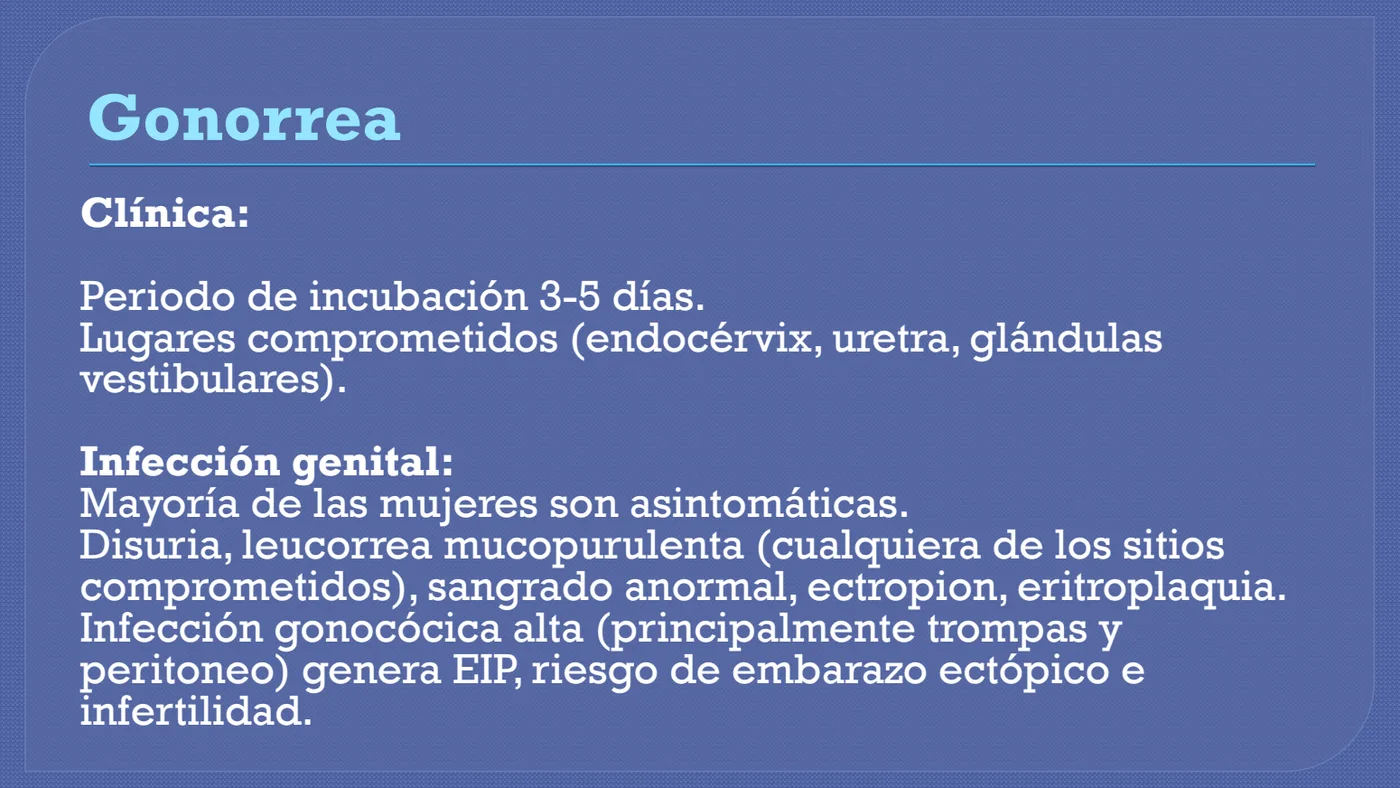 Gonorrea
Clínica:
Periodo de incubación 3-5 días.
Lugares comprometidos (endocérvix, uretra, glándulas
vestibulares).
Infección genital:
Mayoría de las mujeres son asintomáticas.
Disuria, leucorrea mucopurulenta (cualquiera de los sitios
comprometidos), sangrado anormal, ectropion, eritroplaquia.
Infección gonocócica alta (principalmente trompas y
peritoneo) genera EIP, riesgo de embarazo ectópico e
infertilidad.